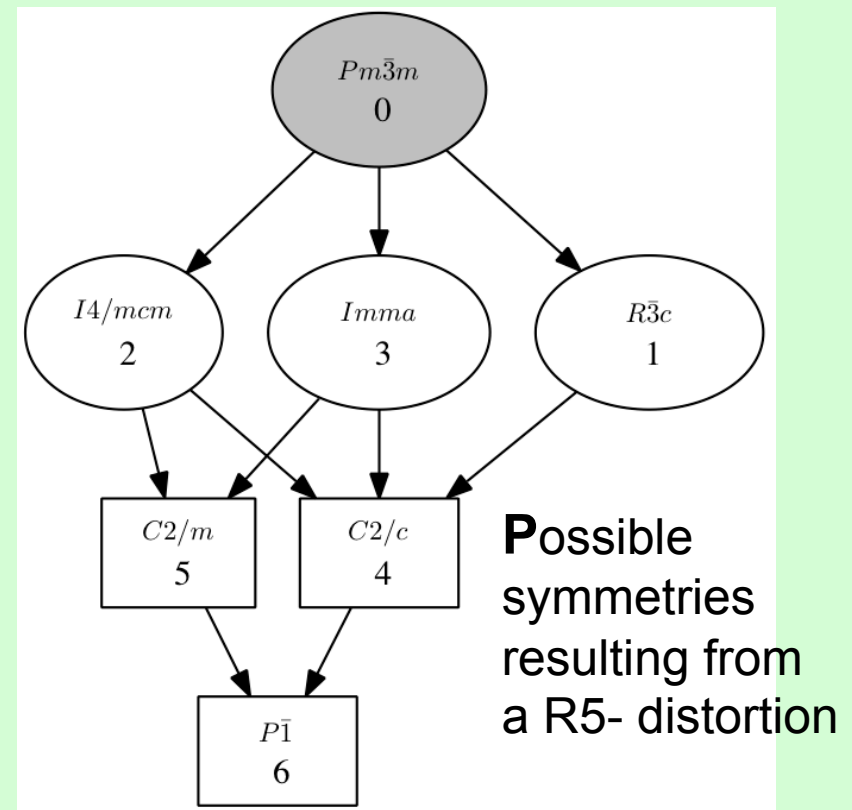 Pm3̄m
0
I4/mcm
2
Imma
3
R3̄c
1
C2/m
5
C2/c
4
P1̄
6
Possible
symmetries
resulting from
a R5- distortion